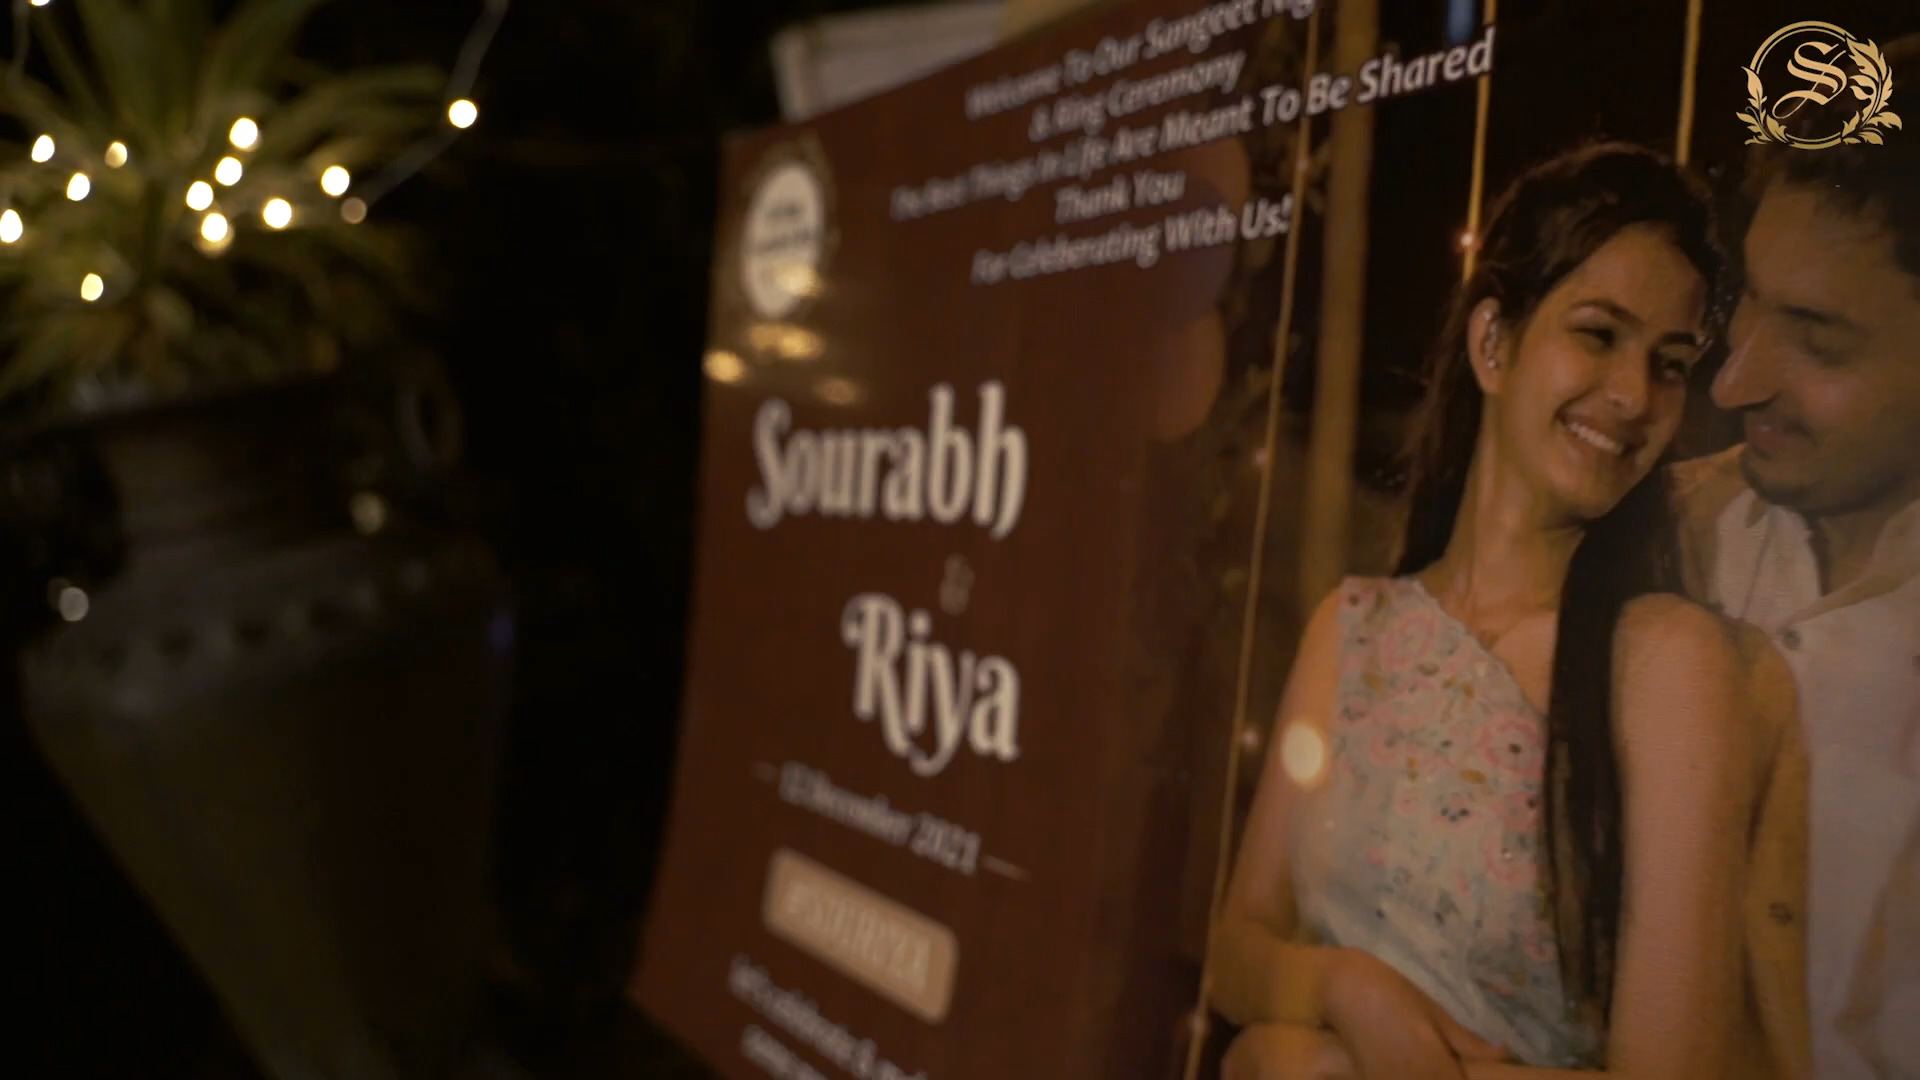 Welcome To Our Sangeet
& Ring Ceremony
The Best Things In Life Are Meant To Be Shared
Thank You
For Celebrating With Us!
Sourabh
&
Riya
December 2021
S